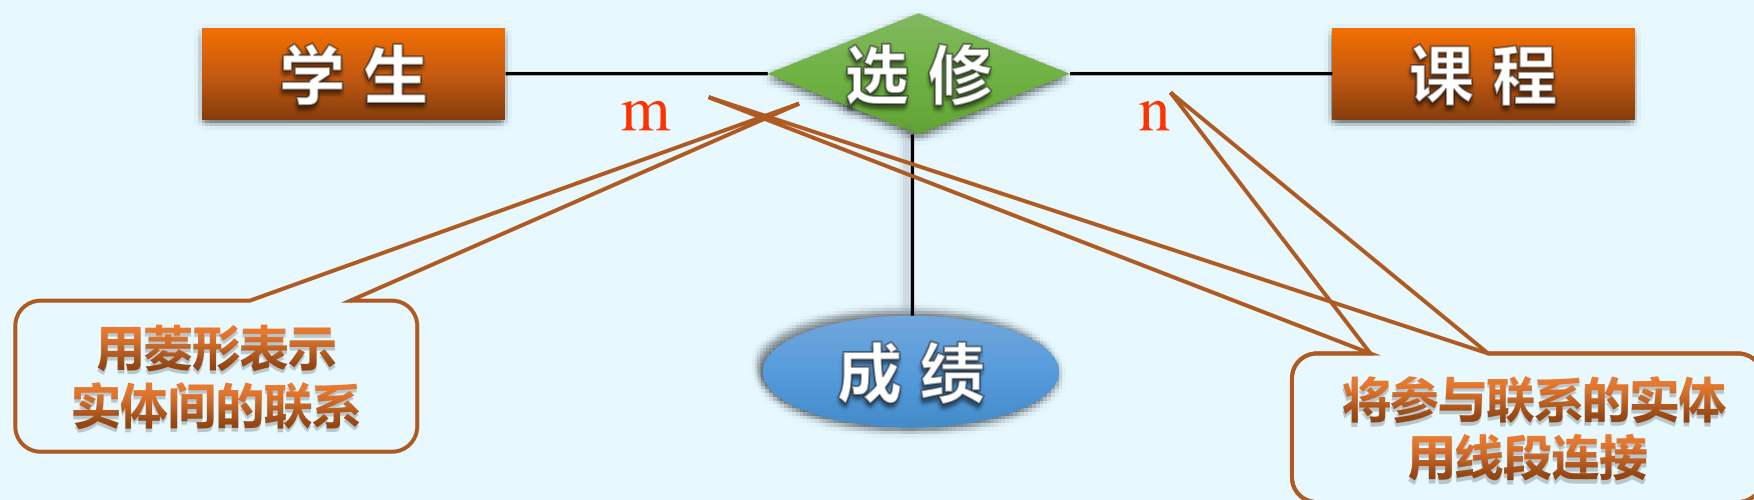 学生
选修
课程
m
n
用菱形表示
实体间的联系
成绩
将参与联系的实体
用线段连接